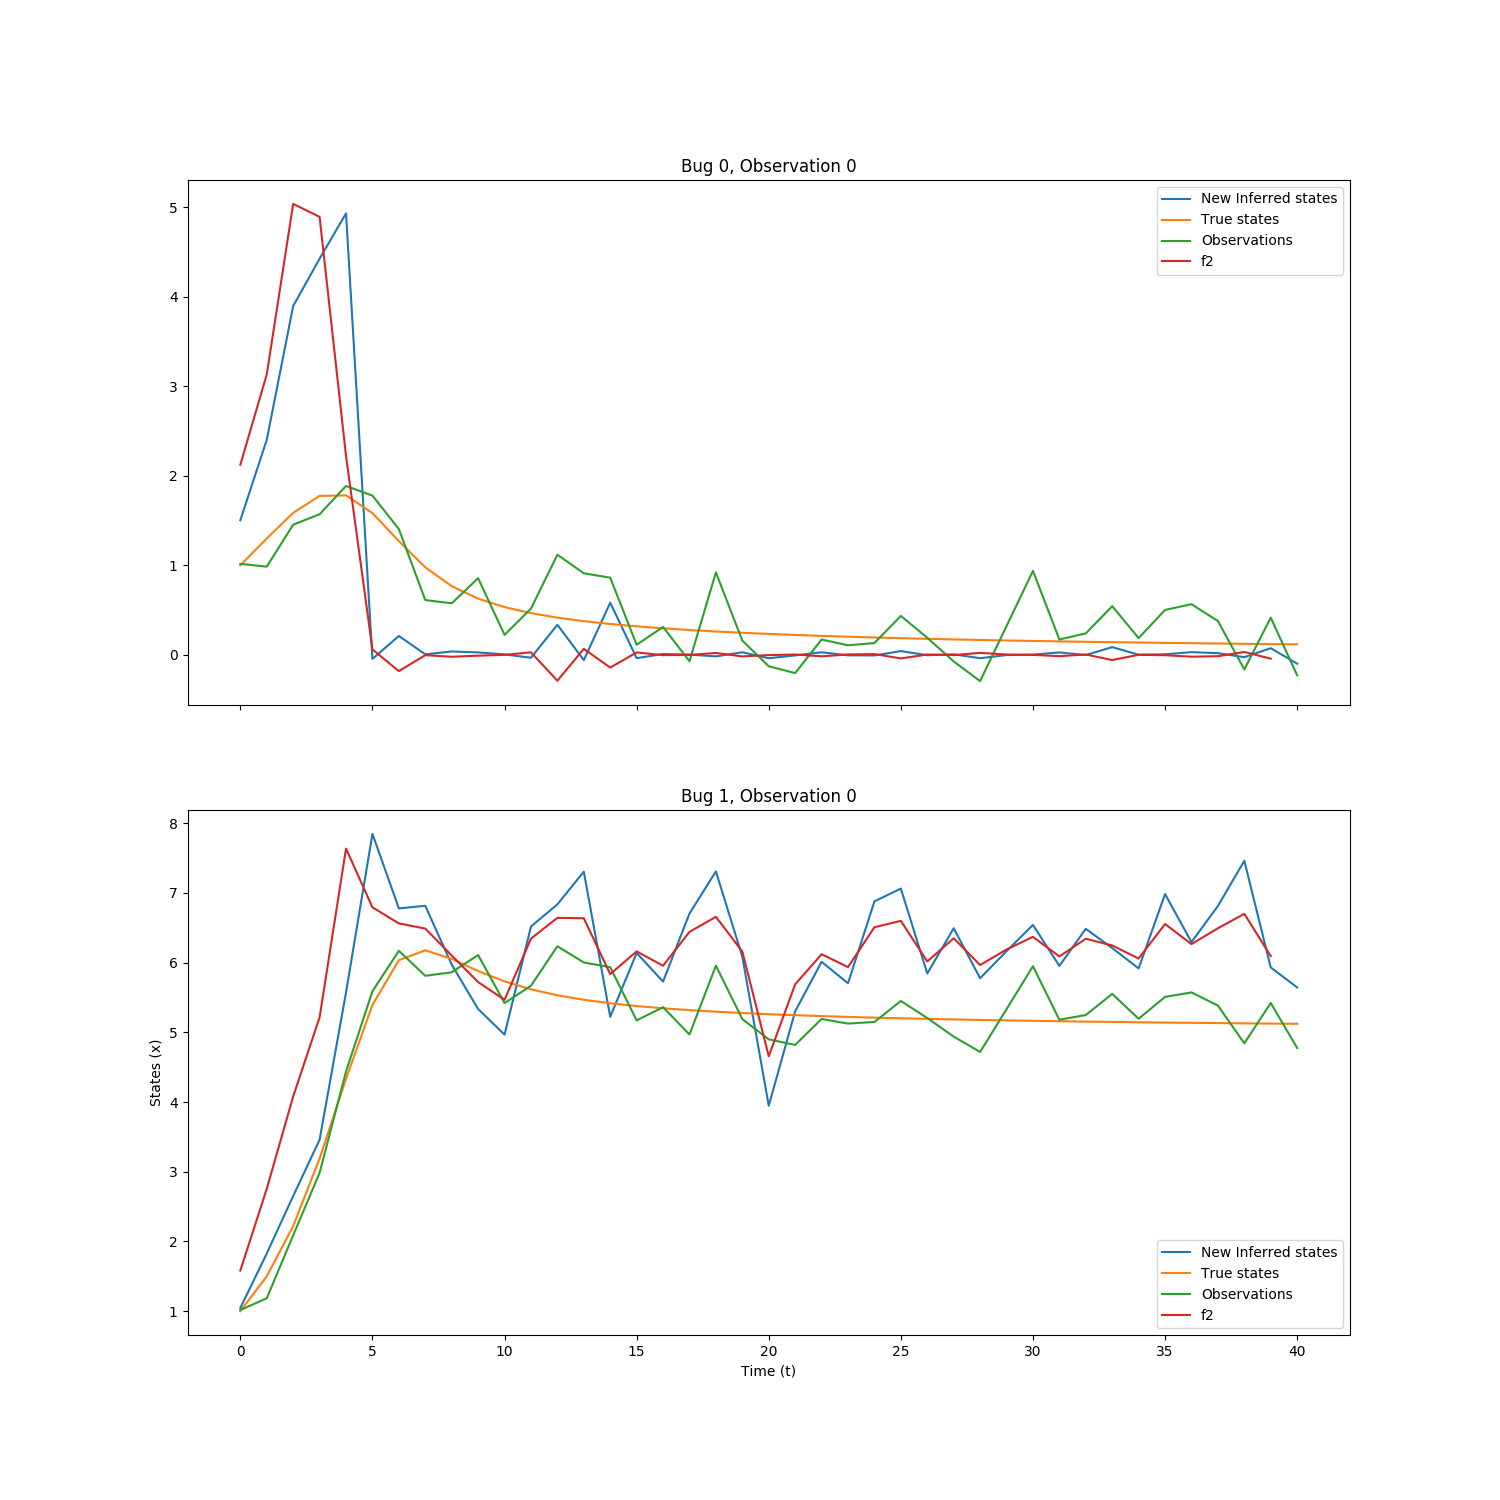 Bug 0, Observation 0
5
4
3
2
1
0
New Inferred states
True states
Observations
f2
Bug 1, Observation 0
8
7
6
5
4
3
2
1
States (x)
New Inferred states
True states
Observations
f2
0 5 10 15 20 25 30 35 40
Time (t)